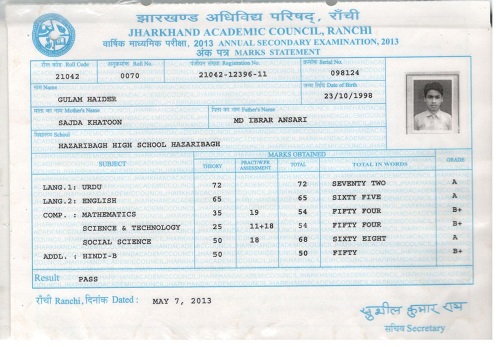 झारखण्ड अधिविद्य परिषद्, राँची
JHARKHAND ACADEMIC COUNCIL, RANCHI
वार्षिक माध्यमिक परीक्षा, 2013 ANNUAL SECONDARY EXAMINATION, 2013
अंक पत्र MARKS STATEMENT
रौल कोड Roll Code अनुक्रमांक Roll No. पंजीयन संख्या Registration No. क्रमांक Serial No.
21042 0070 21042-12396-11 098124
नाम Name जन्म तिथि Date of Birth
GULAM HAIDER 23/10/1998
माता का नाम Mother's Name पिता का नाम Father's Name
SAJDA KHATOON MD IBRAR ANSARI
विद्यालय School
HAZARIBAGH HIGH SCHOOL HAZARIBAGH
SUBJECT MARKS OBTAINED GRADE
THEORY PRACT/WRIT ASSESSMENT TOTAL TOTAL IN WORDS
LANG.1: URDU 72 72 SEVENTY TWO A
LANG.2: ENGLISH 65 65 SIXTY FIVE A
COMP. : MATHEMATICS 35 19 54 FIFTY FOUR B+
SCIENCE & TECHNOLOGY 25 11+18 54 FIFTY FOUR B+
SOCIAL SCIENCE 50 18 68 SIXTY EIGHT A
ADDL. : HINDI-B 50 50 FIFTY B+
Result PASS
राँची Ranchi, दिनांक Dated : MAY 7, 2013
सुशील कुमार राय
सचिव Secretary